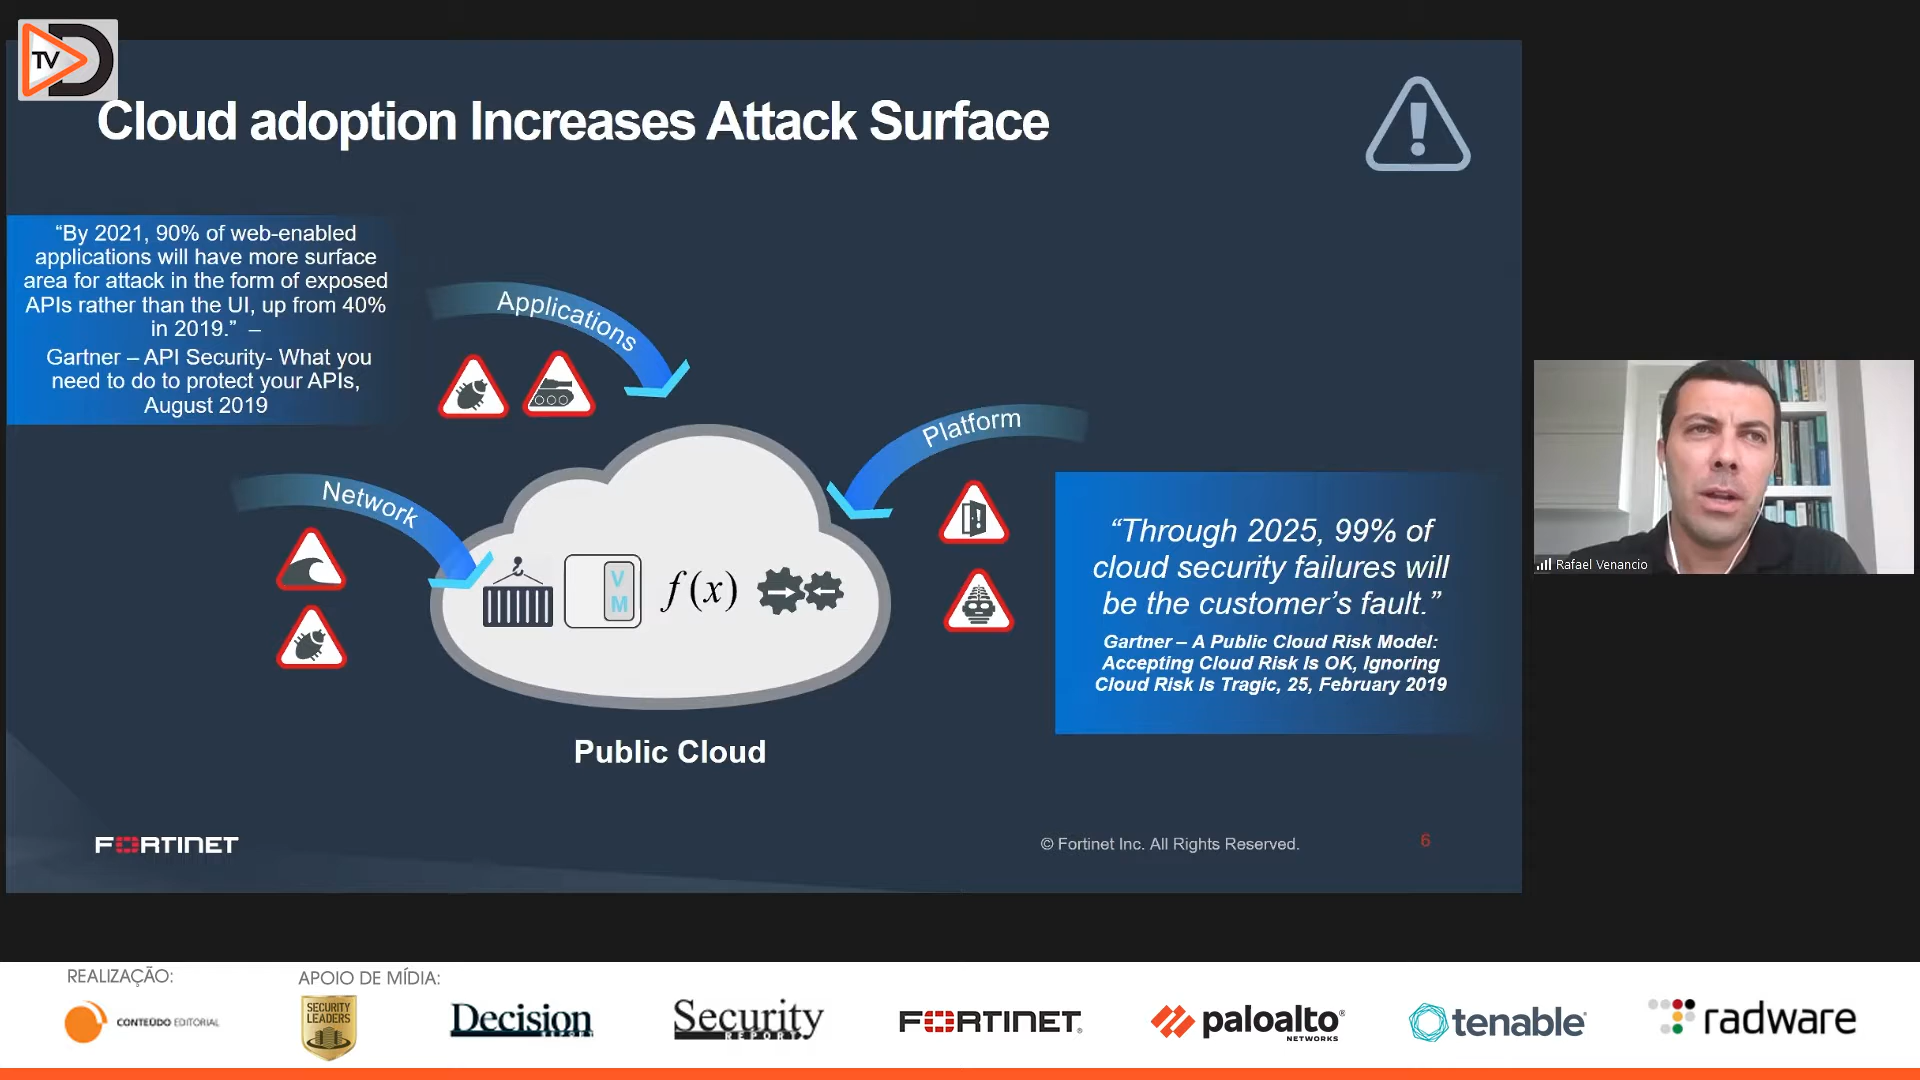 TV
Cloud adoption Increases Attack Surface
“By 2021, 90% of web-enabled
applications will have more surface
area for attack in the form of exposed
APIs rather than the UI, up from 40%
in 2019.” –
Gartner – API Security- What you
need to do to protect your APIs,
August 2019
Applications
Platform
Network
V
M
f(x)
“Through 2025, 99% of
cloud security failures will
be the customer’s fault.”
Gartner – A Public Cloud Risk Model:
Accepting Cloud Risk Is OK, Ignoring
Cloud Risk Is Tragic, 25, February 2019
Rafael Venancio
Public Cloud
FORTINET
© Fortinet Inc. All Rights Reserved.
6
REALIZAÇÃO:
CONTEÚDO EDITORIAL
APOIO DE MÍDIA:
SECURITY
LEADERS
Decision
REPORT
Security
REPORT
FORTINET®
paloalto®
NETWORKS
tenable®
radware